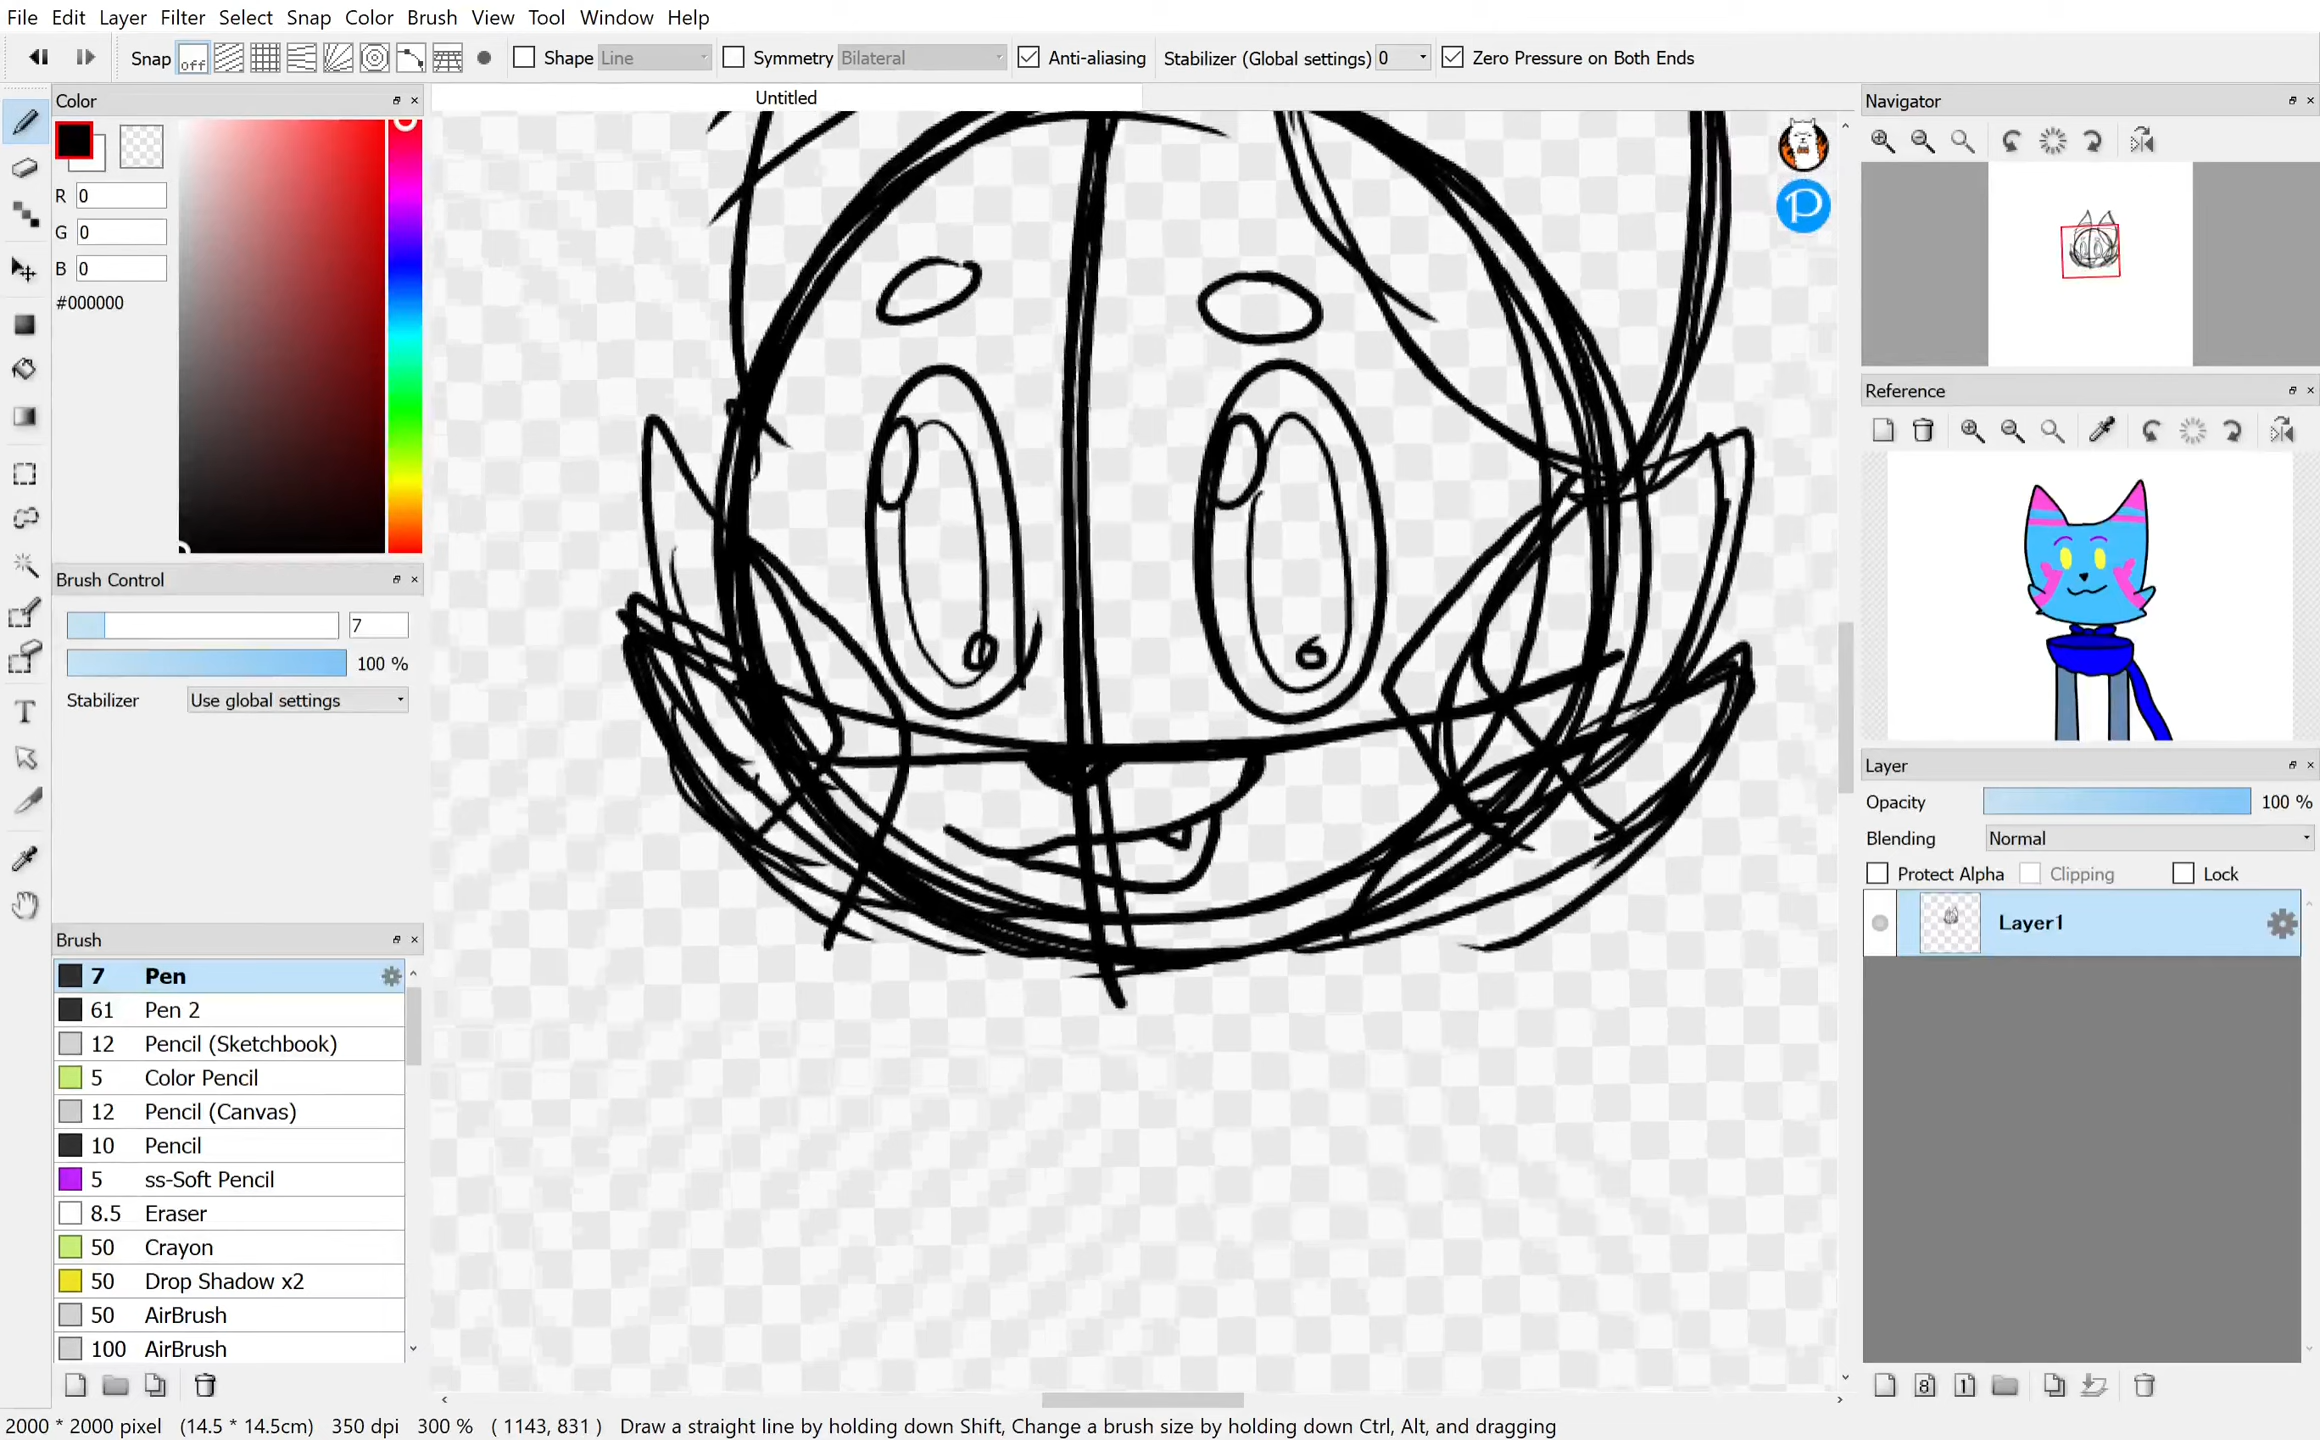 File Edit Layer Filter Select Snap Color Brush View Tool Window Help
Snap off Shape Line Symmetry Bilateral Anti-aliasing Stabilizer (Global settings) 0 Zero Pressure on Both Ends
Color
R 0
G 0
B 0
#000000
Brush Control
7
100 %
Stabilizer Use global settings
Brush
7 Pen
61 Pen 2
12 Pencil (Sketchbook)
5 Color Pencil
12 Pencil (Canvas)
10 Pencil
5 ss-Soft Pencil
8.5 Eraser
50 Crayon
50 Drop Shadow x2
50 AirBrush
100 AirBrush
Untitled
P
Navigator
Reference
Layer
Opacity 100 %
Blending Normal
Protect Alpha Clipping Lock
Layer1
8 1
2000 * 2000 pixel (14.5 * 14.5cm) 350 dpi 300 % ( 1143, 831 ) Draw a straight line by holding down Shift, Change a brush size by holding down Ctrl, Alt, and dragging